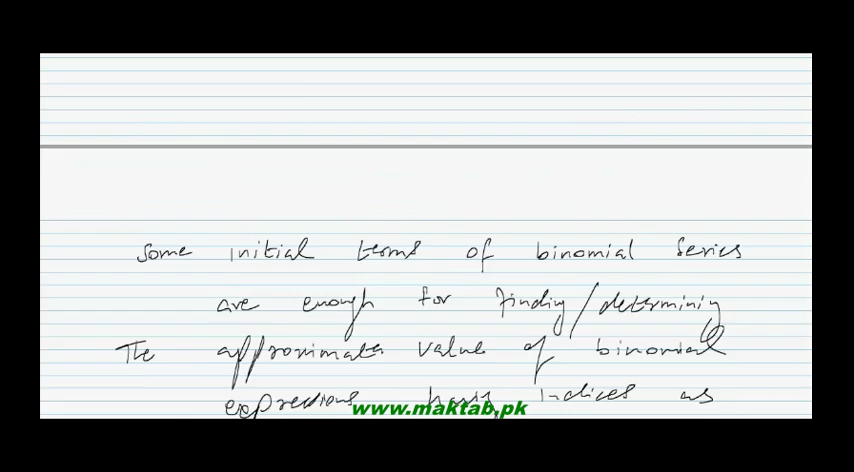 Some initial terms of binomial series
are enough for finding/determining
The approximate value of binomial
expressions having indices as
www.maktab.pk